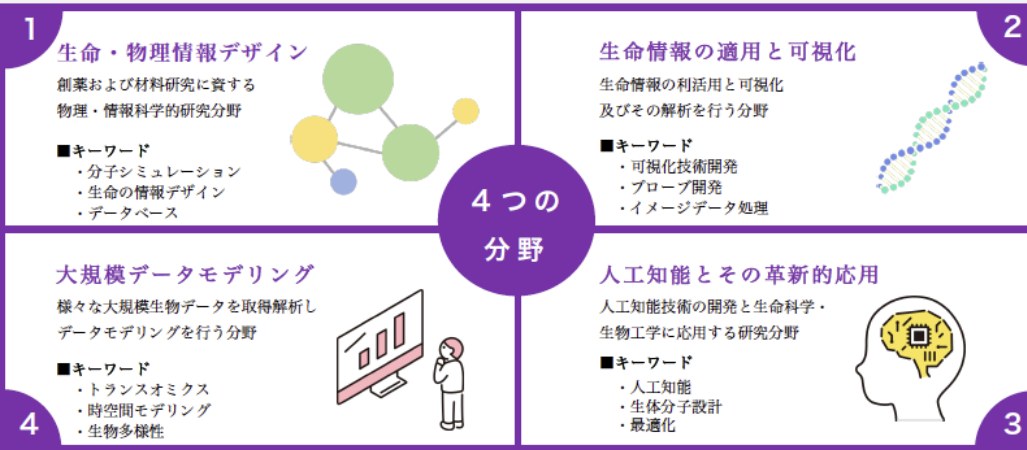 1
生命・物理情報デザイン
創薬および材料研究に資する
物理・情報科学的研究分野
■キーワード
・分子シミュレーション
・生命の情報デザイン
・データベース
2
生命情報の適用と可視化
生命情報の利活用と可視化
及びその解析を行う分野
■キーワード
・可視化技術開発
・プローブ開発
・イメージデータ処理
4つの
分野
人工知能とその革新的応用
人工知能技術の開発と生命科学・
生物工学に応用する研究分野
■キーワード
・人工知能
・生体分子設計
・最適化
3
大規模データモデリング
様々な大規模生物データを取得解析し
データモデリングを行う分野
■キーワード
・トランスオミクス
・時空間モデリング
・生物多様性
4